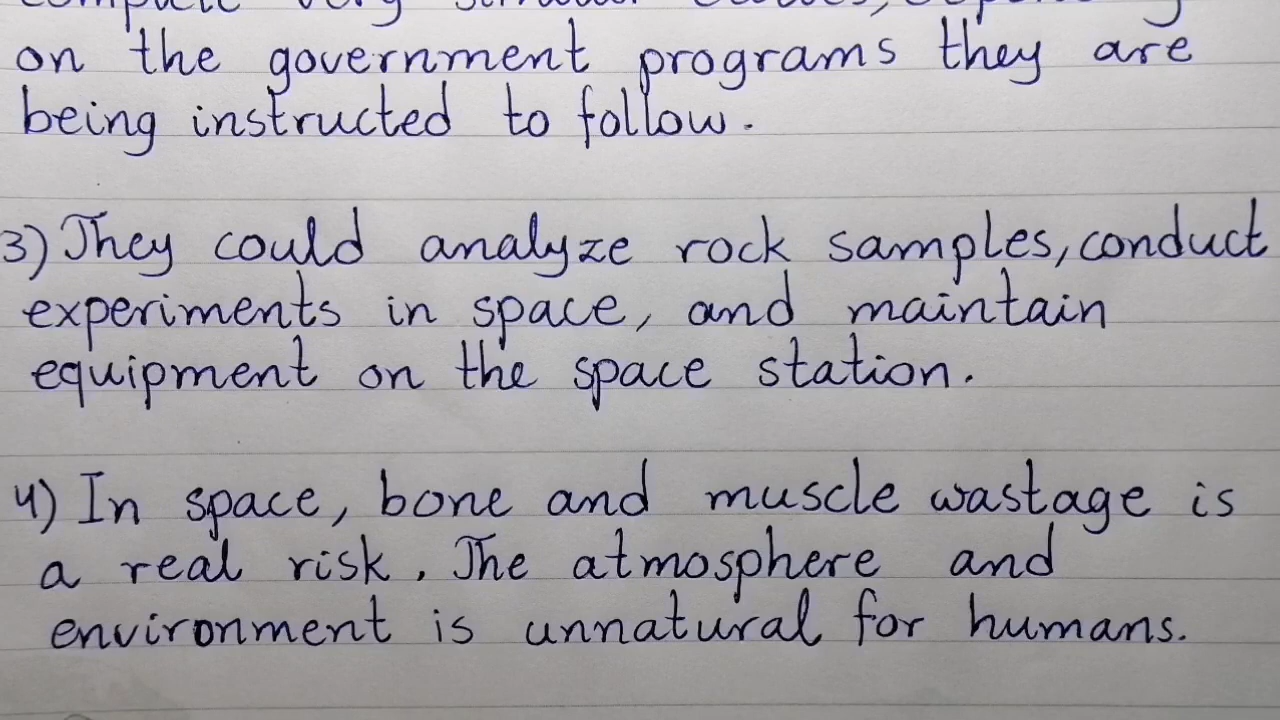 on the government programs they are
being instructed to follow.
3) They could analyze rock samples, conduct
experiments in space, and maintain
equipment on the space station.
4) In space, bone and muscle wastage is
a real risk. The atmosphere and
environment is unnatural for humans.